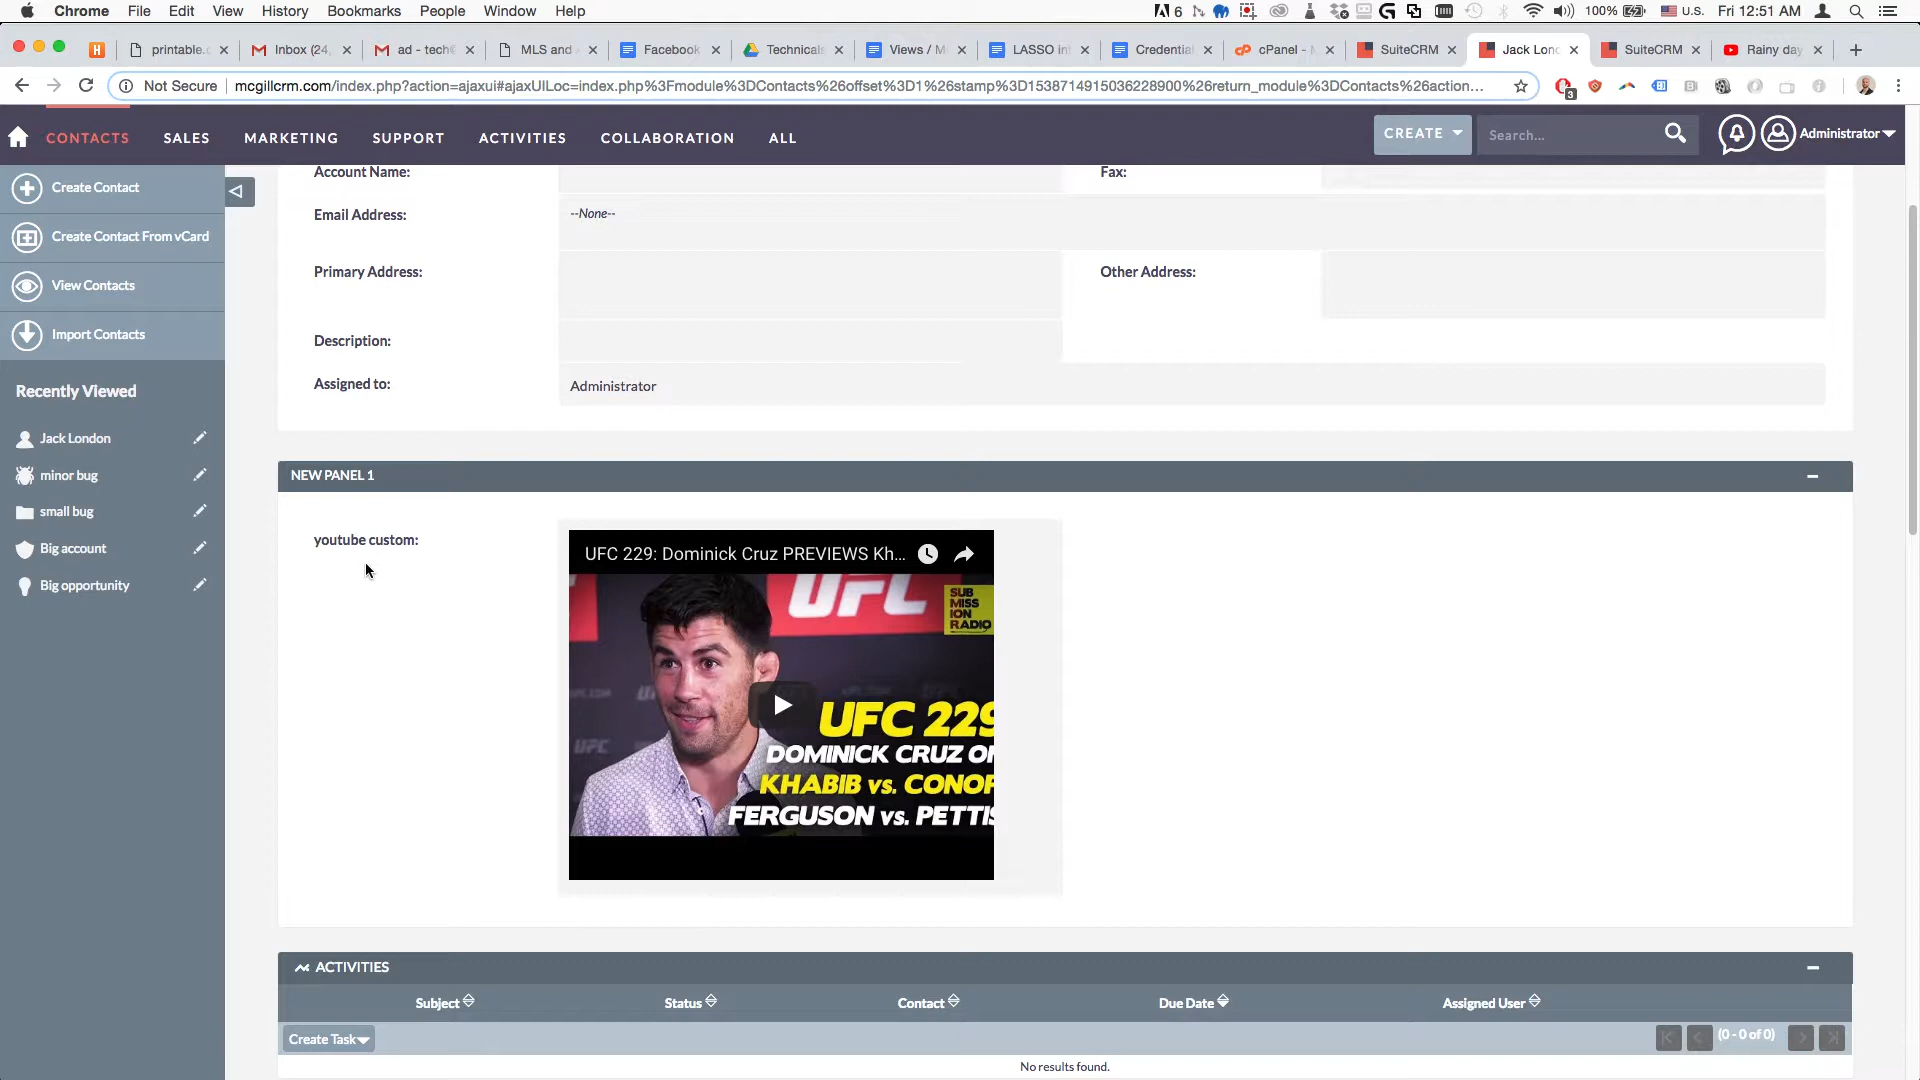 Chrome File Edit View History Bookmarks People Window Help 6 100% U.S. Fri 12:51 AM
printable.c Inbox (24, ad - tech MLS and Facebook Technicals Views / M LASSO in Credential cPanel - SuiteCRM Jack Lond SuiteCRM Rainy day
Not Secure mcgillcrm.com/index.php?action=ajaxui#ajaxUILoc=index.php%3Fmodule%3DContacts%26offset%3D1%26stamp%3D1538714915036228900%26return_module%3DContacts%26action... 3
CONTACTS SALES MARKETING SUPPORT ACTIVITIES COLLABORATION ALL CREATE Search... Administrator
Create Contact
Create Contact From vCard
View Contacts
Import Contacts
Recently Viewed
Jack London
minor bug
small bug
Big account
Big opportunity
Account Name: Fax:
Email Address: --None--
Primary Address: Other Address:
Description:
Assigned to: Administrator
NEW PANEL 1
youtube custom:
UFC 229: Dominick Cruz PREVIEWS Kh...
UFC
SUB
MISS
ION
RADIO
UFC 229
DOMINICK CRUZ ON
KHABIB vs. CONOR
FERGUSON vs. PETTIS
ACTIVITIES
Subject Status Contact Due Date Assigned User
Create Task (0 - 0 of 0)
No results found.